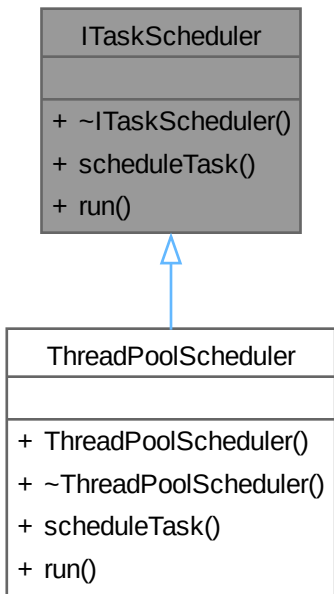 ITaskScheduler
+ ~ITaskScheduler()
+ scheduleTask()
+ run()
ThreadPoolScheduler
+ ThreadPoolScheduler()
+ ~ThreadPoolScheduler()
+ scheduleTask()
+ run()